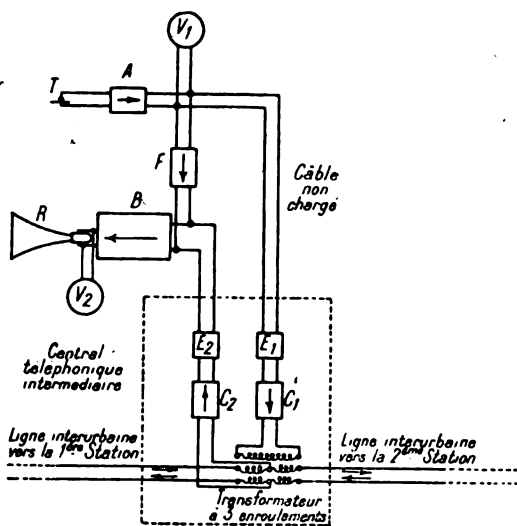 V1
A
T
F
Câble
non
chargé
R
B
V2
Central
téléphonique
intermédiaire
E2
E1
C2
C'1
Ligne interurbaine
vers la 1ère Station
Ligne interurbaine
vers la 2ème Station
Transformateur
à 3 enroulements